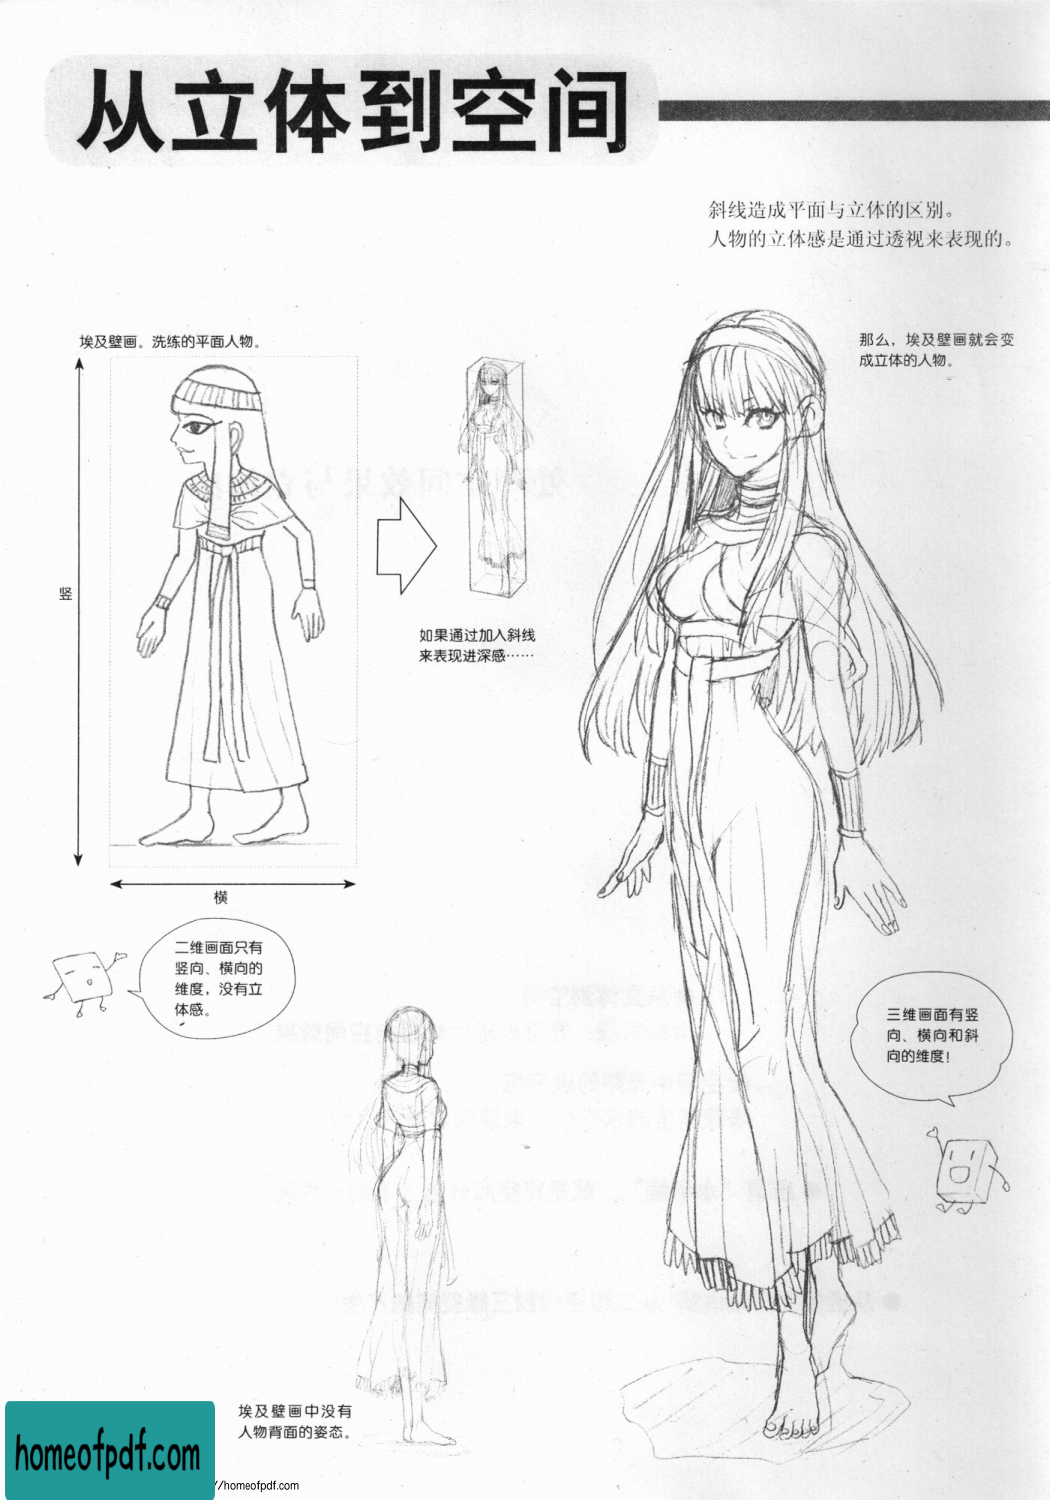 从立体到空间
斜线造成平面与立体的区别。
人物的立体感是通过透视来表现的。
埃及壁画。洗练的平面人物。
那么，埃及壁画就会变
成立体的人物。
竖
如果通过加入斜线
来表现进深感……
横
二维画面只有
竖向、横向的
维度，没有立
体感。
三维画面有竖
向、横向和斜
向的维度！
埃及壁画中没有
人物背面的姿态。
homeofpdf.com
//homeofpdf.com